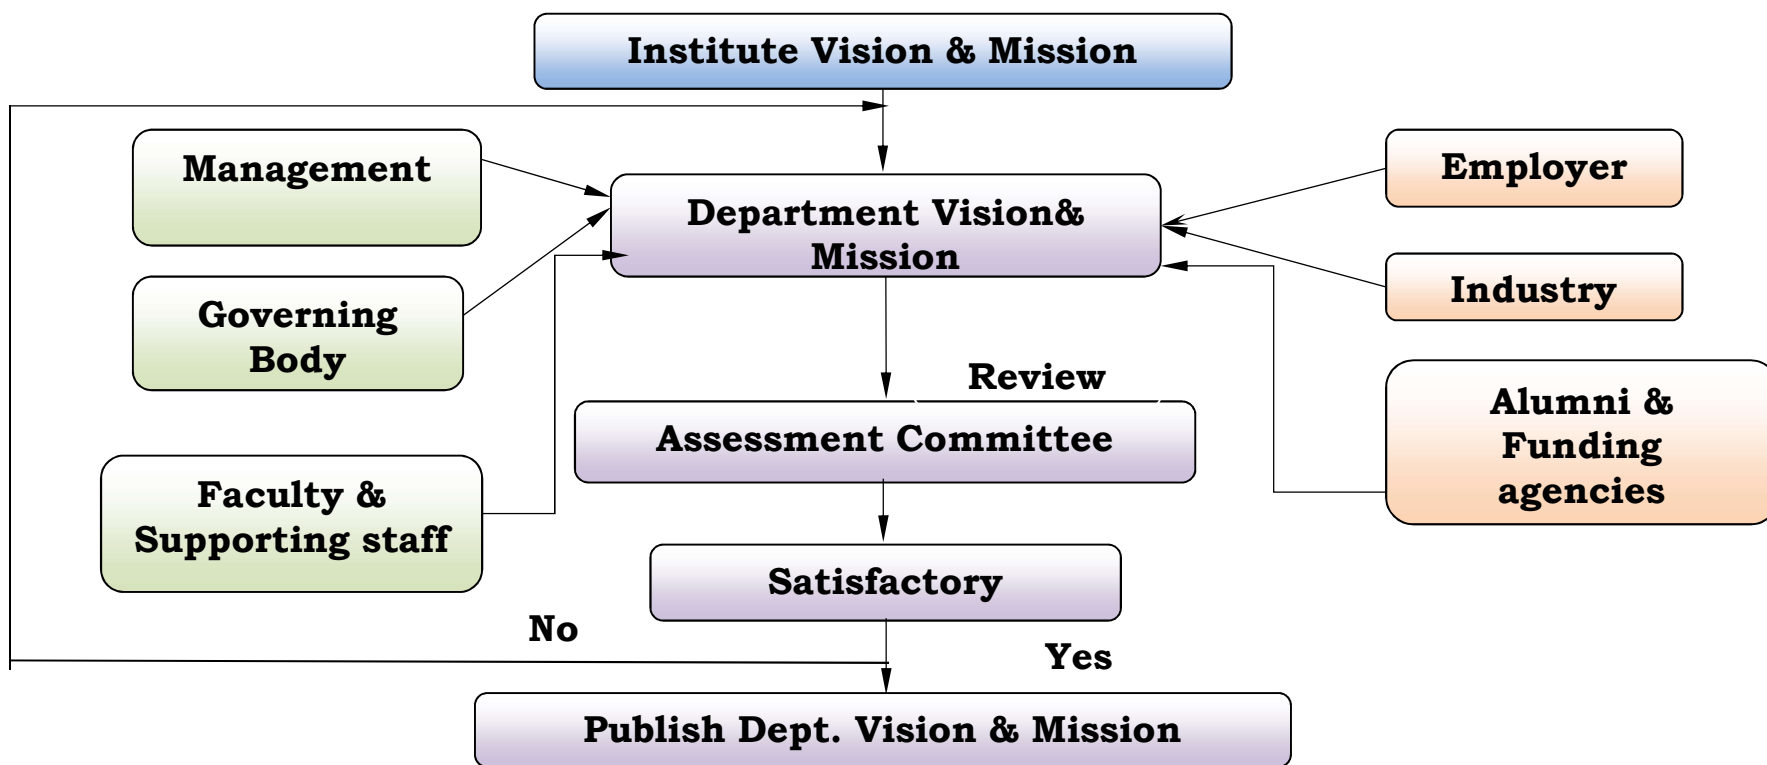 Institute Vision & Mission
Management
Employer
Department Vision&
Mission
Governing
Body
Industry
Review
Alumni &
Funding
agencies
Assessment Committee
Faculty &
Supporting staff
Satisfactory
No
Yes
Publish Dept. Vision & Mission